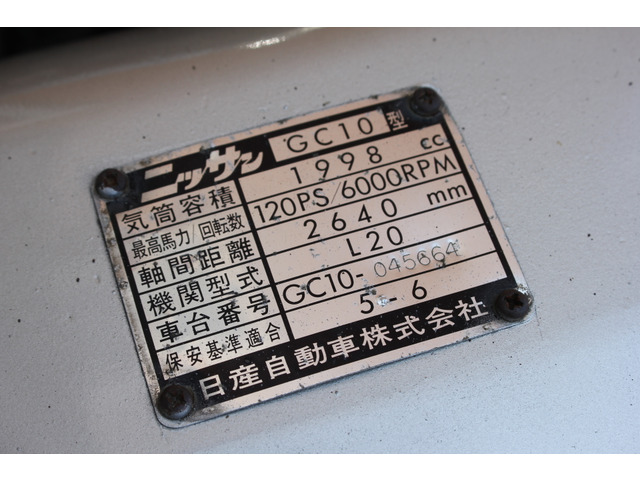 ニッサン GC10 型
気筒容積 1998 cc
最高馬力/回転数 120PS/6000RPM
軸間距離 2640 mm
機関型式 L20
車台番号 GC10-045864
保安基準適合 5-6
日産自動車株式会社